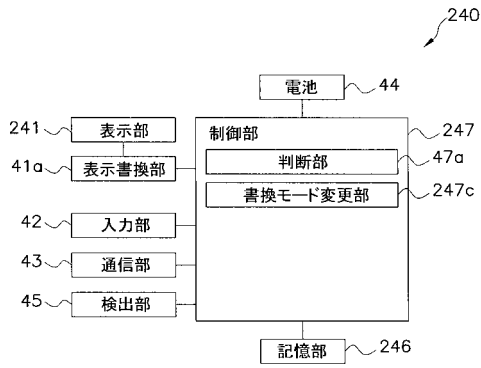 240
電池 44
241 表示部
制御部 247
41a 表示書換部
判断部 47a
書換モード変更部 247c
42 入力部
43 通信部
45 検出部
記憶部 246